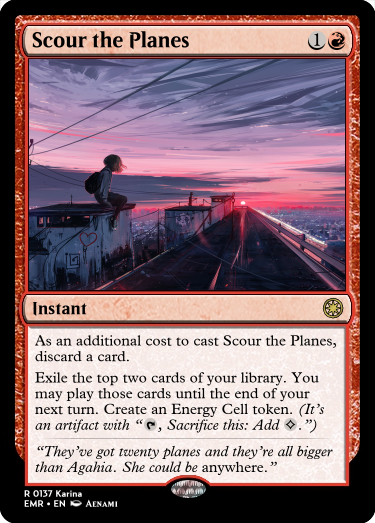 Scour the Planes 1
Instant
As an additional cost to cast Scour the Planes,
discard a card.
Exile the top two cards of your library. You
may play those cards until the end of your
next turn. Create an Energy Cell token. (It's
an artifact with “, Sacrifice this: Add .”)
“They've got twenty planes and they're all bigger
than Agahia. She could be anywhere.”
R 0137 Karina
EMR • EN AENAMI